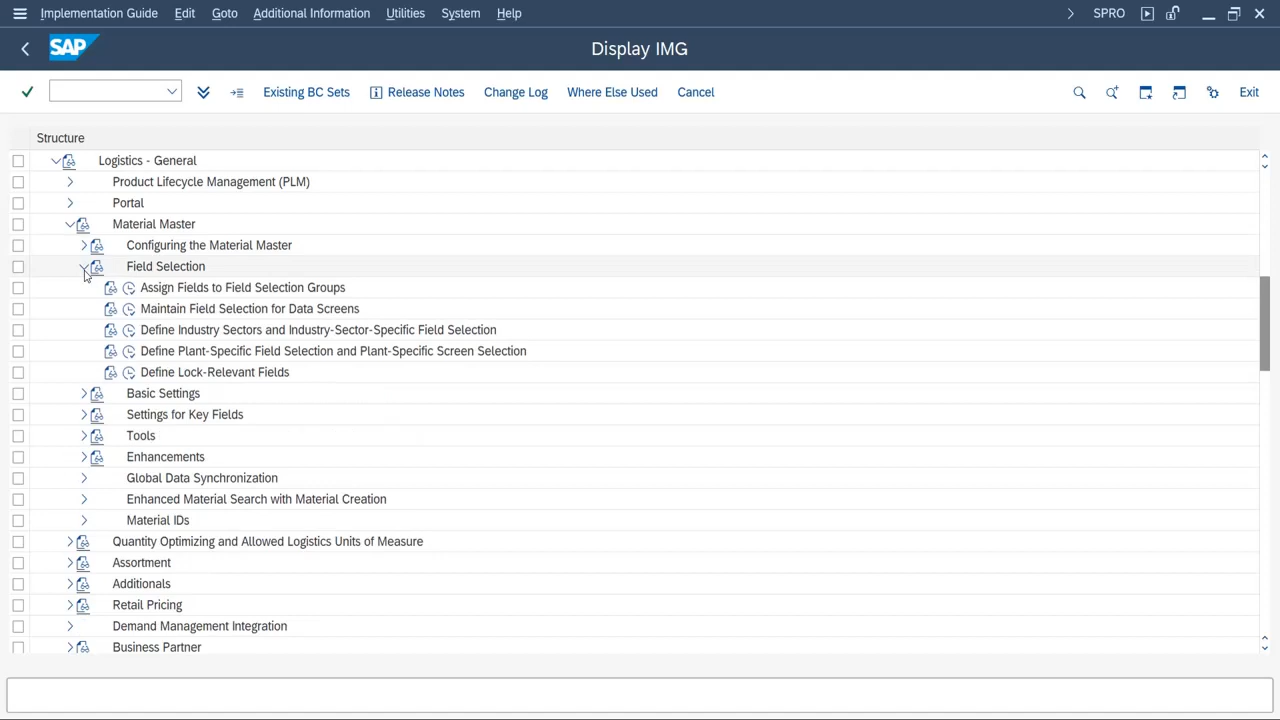 Implementation Guide Edit Goto Additional Information Utilities System Help SPRO
SAP Display IMG
Existing BC Sets Release Notes Change Log Where Else Used Cancel Exit
Structure
Logistics - General
Product Lifecycle Management (PLM)
Portal
Material Master
Configuring the Material Master
Field Selection
Assign Fields to Field Selection Groups
Maintain Field Selection for Data Screens
Define Industry Sectors and Industry-Sector-Specific Field Selection
Define Plant-Specific Field Selection and Plant-Specific Screen Selection
Define Lock-Relevant Fields
Basic Settings
Settings for Key Fields
Tools
Enhancements
Global Data Synchronization
Enhanced Material Search with Material Creation
Material IDs
Quantity Optimizing and Allowed Logistics Units of Measure
Assortment
Additionals
Retail Pricing
Demand Management Integration
Business Partner